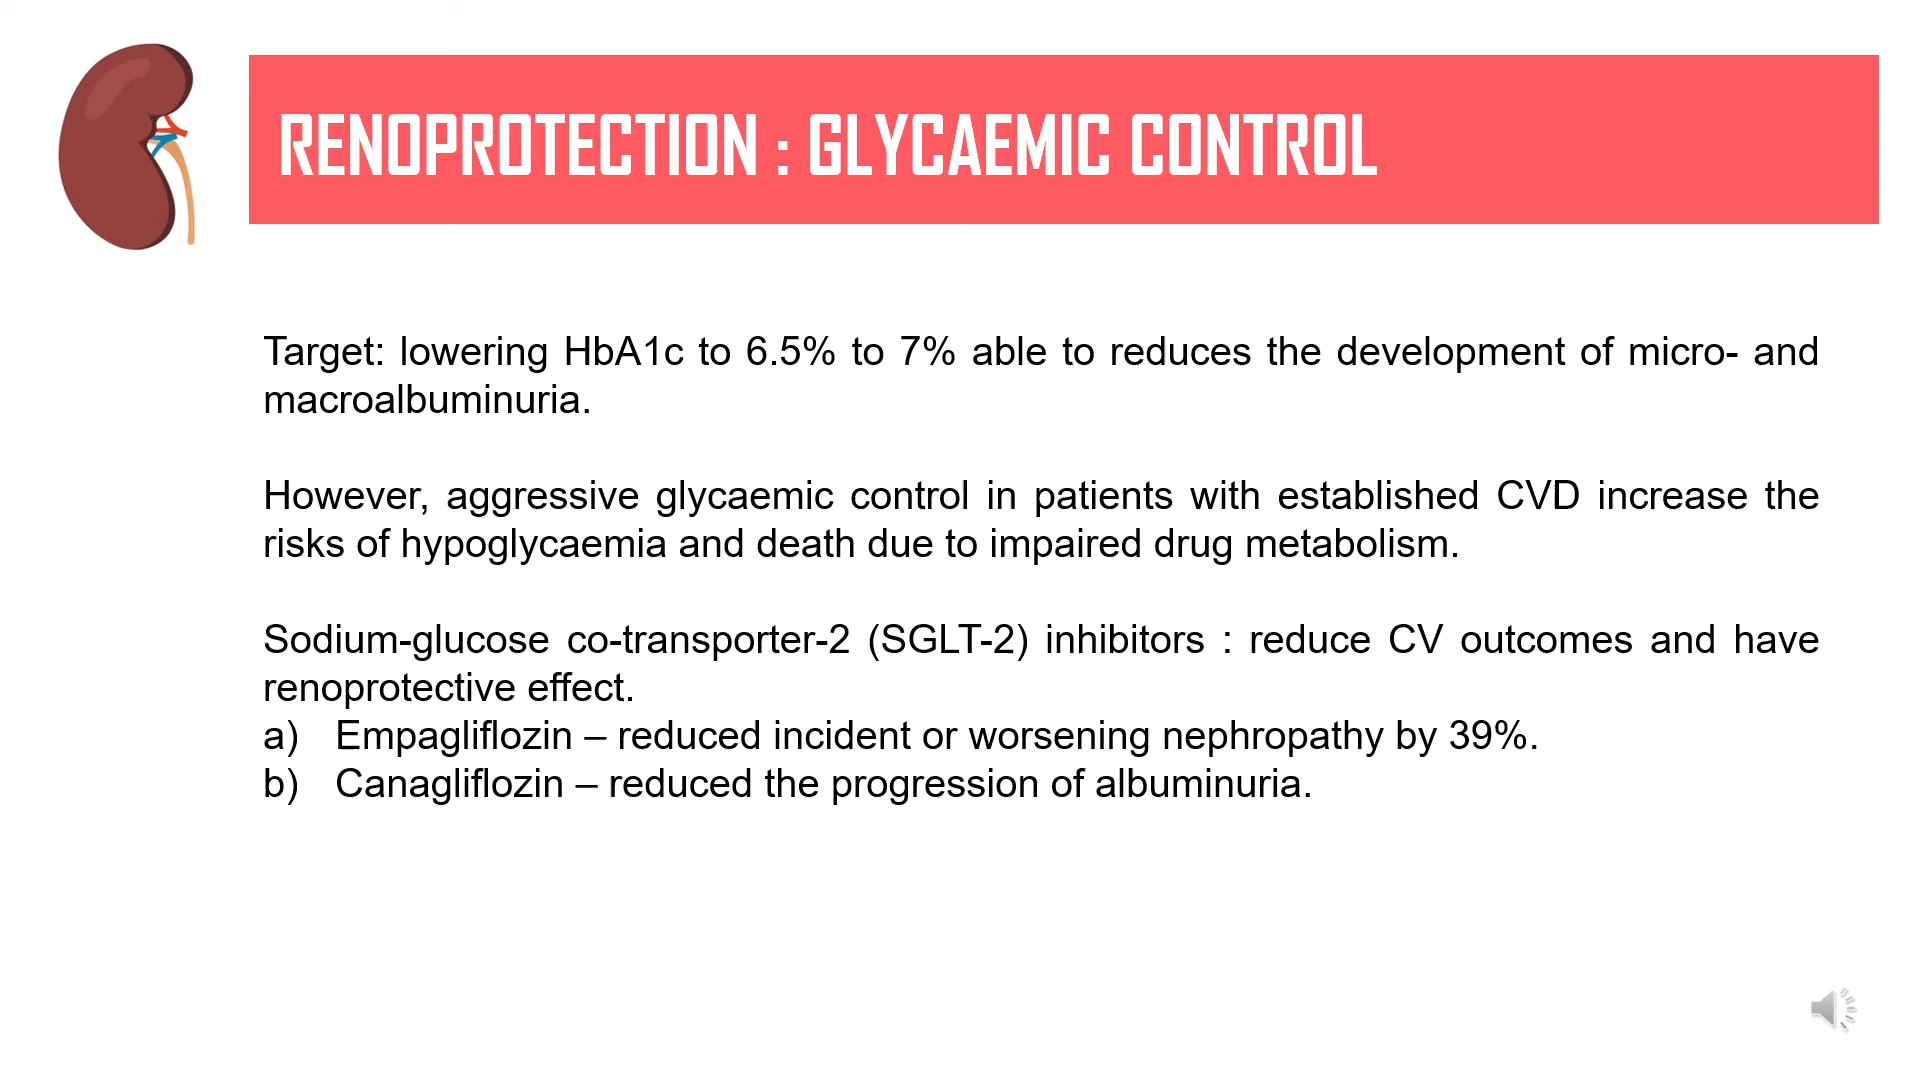 RENOPROTECTION : GLYCAEMIC CONTROL
Target: lowering HbA1c to 6.5% to 7% able to reduces the development of micro- and
macroalbuminuria.
However, aggressive glycaemic control in patients with established CVD increase the
risks of hypoglycaemia and death due to impaired drug metabolism.
Sodium-glucose co-transporter-2 (SGLT-2) inhibitors : reduce CV outcomes and have
renoprotective effect.
a) Empagliflozin – reduced incident or worsening nephropathy by 39%.
b) Canagliflozin – reduced the progression of albuminuria.